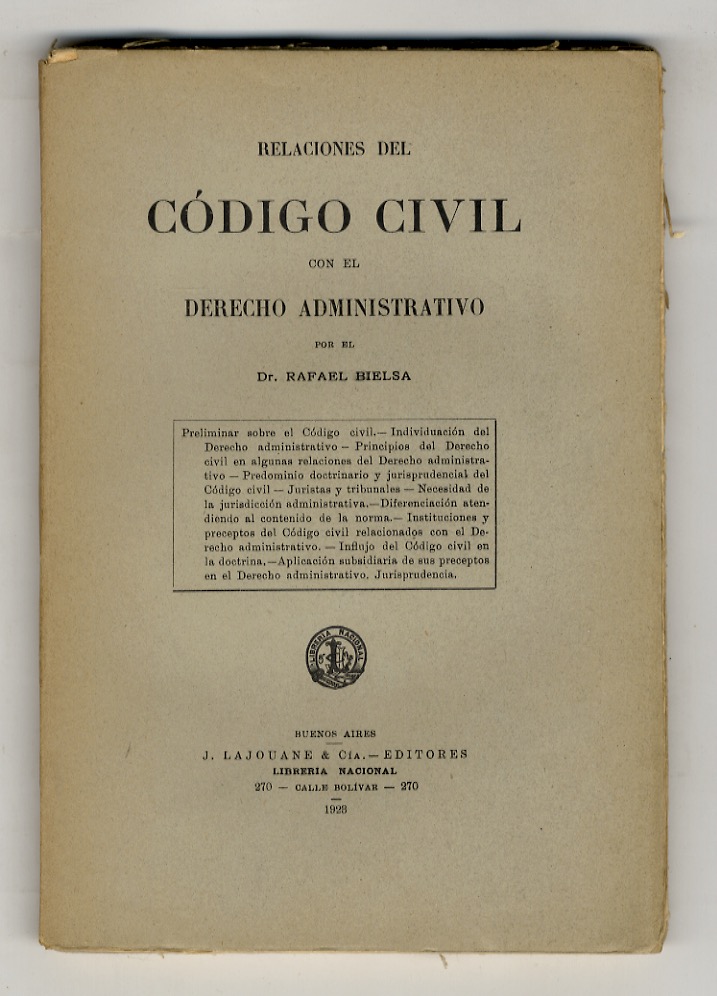 RELACIONES DEL
CÓDIGO CIVIL
CON EL
DERECHO ADMINISTRATIVO
POR EL
Dr. RAFAEL BIELSA
Preliminar sobre el Código civil.— Individuación del
Derecho administrativo — Principios del Derecho
civil en algunas relaciones del Derecho administra-
tivo — Predominio doctrinario y jurisprudencial del
Código civil — Juristas y tribunales — Necesidad de
la jurisdicción administrativa.—Diferenciación aten-
diendo al contenido de la norma.— Instituciones y
preceptos del Código civil relacionados con el De-
recho administrativo. — Influjo del Código civil en
la doctrina.—Aplicación subsidiaria de sus preceptos
en el Derecho administrativo. Jurisprudencia.
LIBRERIA NACIONAL
BUENOS AIRES
J. LAJOUANE & Cía.—EDITORES
LIBRERIA NACIONAL
270 — CALLE BOLÍVAR — 270
1923